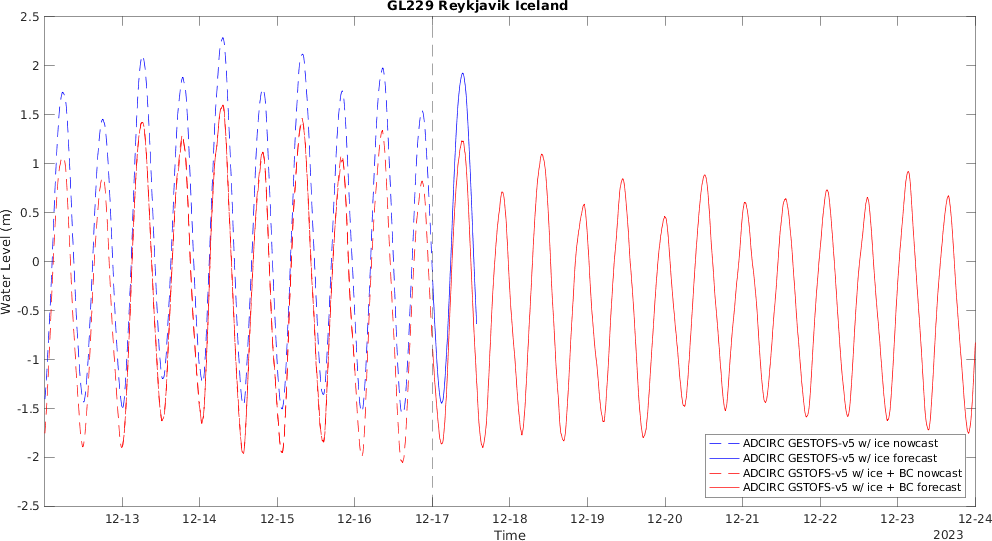 GL229 Reykjavik Iceland
2.5
2
1.5
1
0.5
0
-0.5
-1
-1.5
-2
-2.5
Water Level (m)
ADCIRC GESTOFS-v5 w/ ice nowcast
ADCIRC GESTOFS-v5 w/ ice forecast
ADCIRC GSTOFS-v5 w/ ice + BC nowcast
ADCIRC GSTOFS-v5 w/ ice + BC forecast
12-13 12-14 12-15 12-16 12-17 12-18 12-19 12-20 12-21 12-22 12-23 12-24
Time
2023